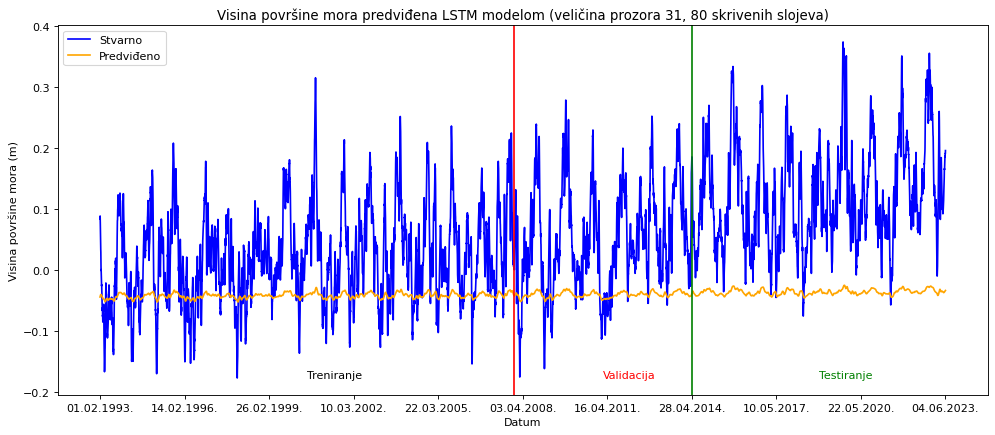 Visina površine mora predviđena LSTM modelom (veličina prozora 31, 80 skrivenih slojeva)
Stvarno
Predviđeno
Visina površine mora (m)
0.4
0.3
0.2
0.1
0.0
−0.1
−0.2
Treniranje
Validacija
Testiranje
01.02.1993.
14.02.1996.
26.02.1999.
10.03.2002.
22.03.2005.
03.04.2008.
16.04.2011.
28.04.2014.
10.05.2017.
22.05.2020.
04.06.2023.
Datum